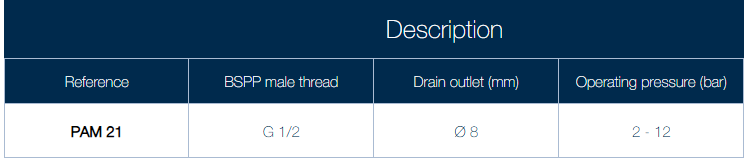 Description
Reference BSPP male thread Drain outlet (mm) Operating pressure (bar)
PAM 21 G 1/2 Ø 8 2 - 12